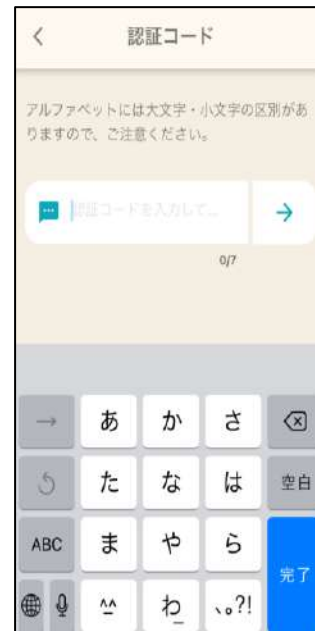 認証コード
アルファベットには大文字・小文字の区別があ
りますので、ご注意ください。
認証コードを入力して...
0/7
→ あ か さ
た な は 空白
ABC ま や ら
完了
^^ わ_ 、。?!